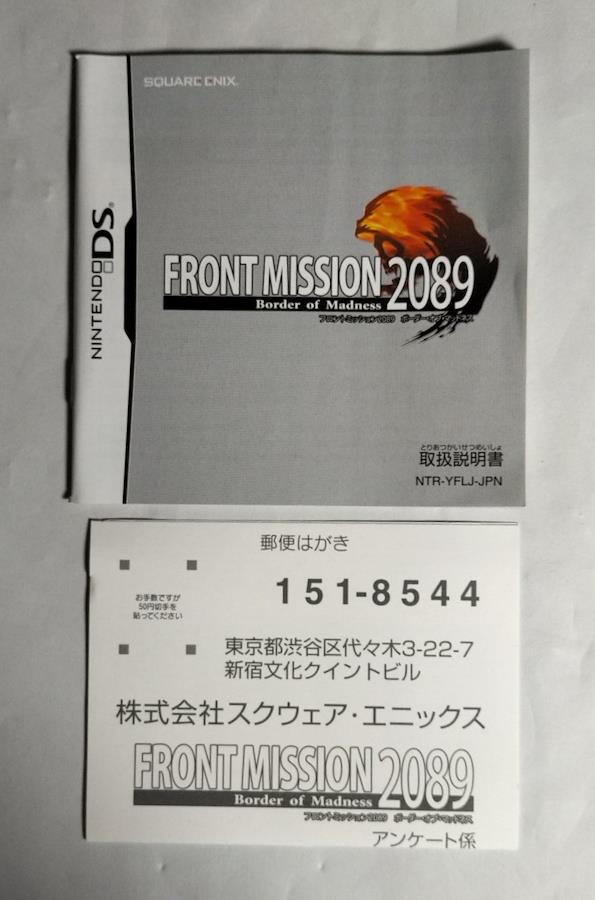 SQUARE ENIX.
NINTENDO DS™
FRONT MISSION 2089
Border of Madness
フロントミッション2089 ボーダー・オブ・マッドネス
とりあつかいせつめいしょ
取扱説明書
NTR-YFLJ-JPN
郵便はがき
151-8544
お手数ですが
50円切手を
貼ってください
東京都渋谷区代々木3-22-7
新宿文化クイントビル
株式会社スクウェア・エニックス
FRONT MISSION 2089
Border of Madness
フロントミッション2089 ボーダー・オブ・マッドネス
アンケート係